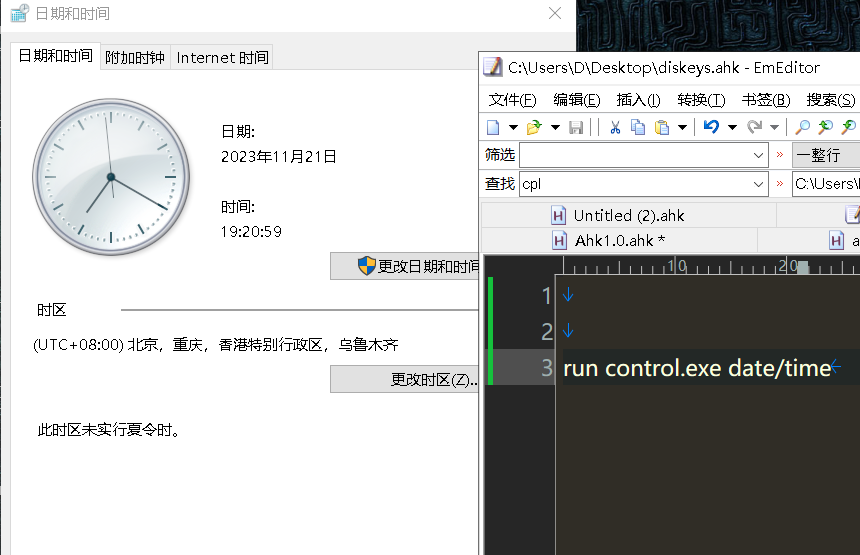 日期和时间
日期和时间 附加时钟 Internet 时间
日期:
2023年11月21日
时间:
19:20:59
更改日期和时间
时区
(UTC+08:00) 北京，重庆，香港特别行政区，乌鲁木齐
更改时区(Z)...
此时区未实行夏令时。
C:\Users\D\Desktop\diskeys.ahk - EmEditor
文件(F) 编辑(E) 插入(I) 转换(T) 书签(B) 搜索(S)
筛选 一整行
查找 cpl C:\Users\
Untitled (2).ahk
Ahk1.0.ahk * a
10 20
1
2
3 run control.exe date/time